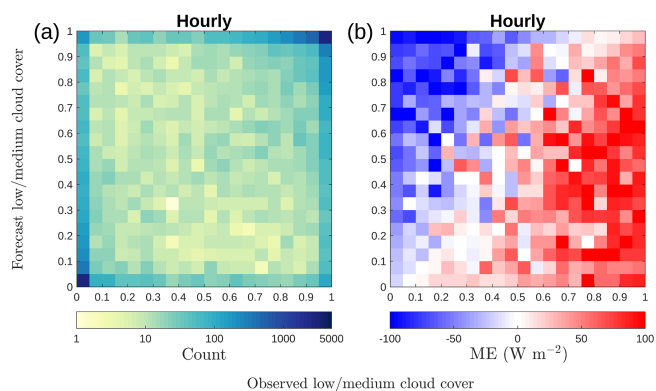 Hourly Hourly
(a) (b)
Forecast low/medium cloud cover
1 1
0.9 0.9
0.8 0.8
0.7 0.7
0.6 0.6
0.5 0.5
0.4 0.4
0.3 0.3
0.2 0.2
0.1 0.1
0 0
0 0.1 0.2 0.3 0.4 0.5 0.6 0.7 0.8 0.9 1 0 0.1 0.2 0.3 0.4 0.5 0.6 0.7 0.8 0.9 1
1 10 100 1000 5000 -100 -50 0 50 100
Count ME (W m−2)
Observed low/medium cloud cover